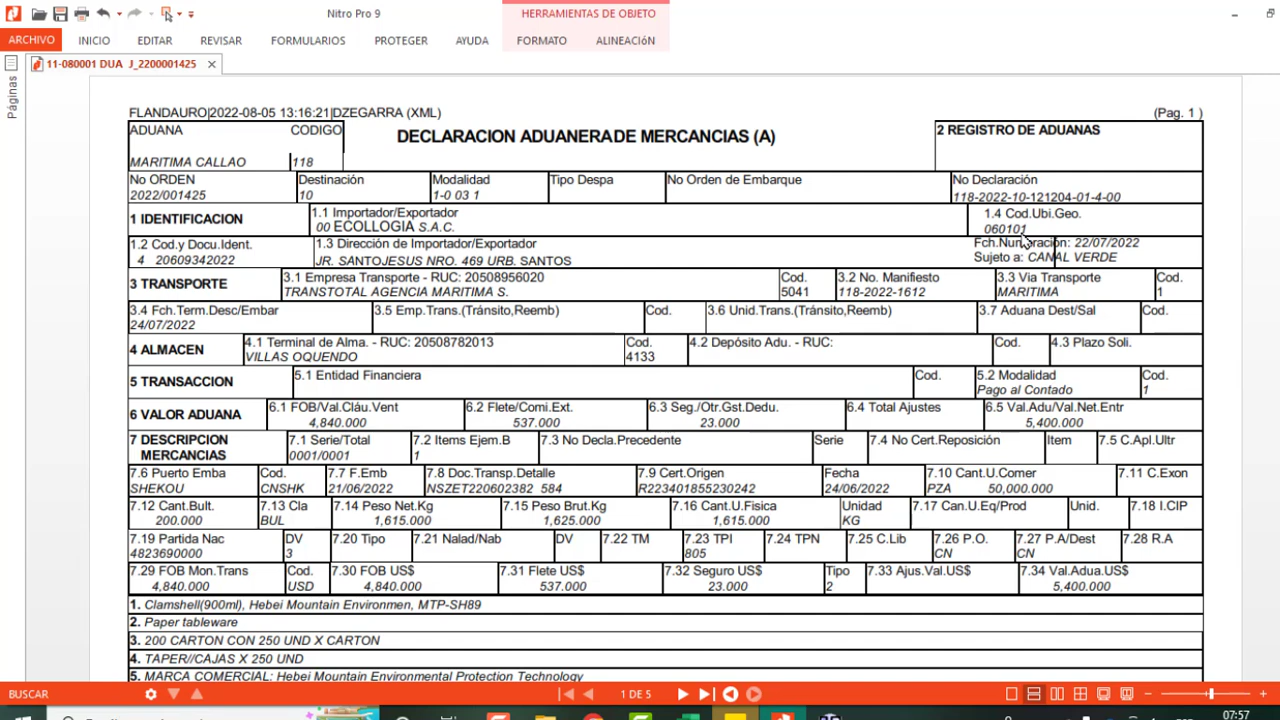 Nitro Pro 9
HERRAMIENTAS DE OBJETO
ARCHIVO INICIO EDITAR REVISAR FORMULARIOS PROTEGER AYUDA FORMATO ALINEACIóN
11-080001 DUA J_2200001425
Páginas
FLANDAURO|2022-08-05 13:16:21|DZEGARRA (XML) (Pag. 1 )
ADUANA CODIGO DECLARACION ADUANERA DE MERCANCIAS (A) 2 REGISTRO DE ADUANAS
MARITIMA CALLAO 118
No ORDEN Destinación Modalidad Tipo Despa No Orden de Embarque No Declaración
2022/001425 10 1-0 03 1 118-2022-10-121204-01-4-00
1 IDENTIFICACION 1.1 Importador/Exportador 1.4 Cod.Ubi.Geo.
00 ECOLLOGIA S.A.C. 060101
1.2 Cod.y Docu.Ident. 1.3 Dirección de Importador/Exportador Fch.Numeración: 22/07/2022
4 20609342022 JR. SANTOJESUS NRO. 469 URB. SANTOS Sujeto a: CANAL VERDE
3 TRANSPORTE 3.1 Empresa Transporte - RUC: 20508956020 Cod. 3.2 No. Manifiesto 3.3 Via Transporte Cod.
TRANSTOTAL AGENCIA MARITIMA S. 5041 118-2022-1612 MARITIMA 1
3.4 Fch.Term.Desc/Embar 3.5 Emp.Trans.(Tránsito,Reemb) Cod. 3.6 Unid.Trans.(Tránsito,Reemb) 3.7 Aduana Dest/Sal Cod.
24/07/2022
4 ALMACEN 4.1 Terminal de Alma. - RUC: 20508782013 Cod. 4.2 Depósito Adu. - RUC: Cod. 4.3 Plazo Soli.
VILLAS OQUENDO 4133
5 TRANSACCION 5.1 Entidad Financiera Cod. 5.2 Modalidad Cod.
Pago al Contado 1
6 VALOR ADUANA 6.1 FOB/Val.Cláu.Vent 6.2 Flete/Comi.Ext. 6.3 Seg./Otr.Gst.Dedu. 6.4 Total Ajustes 6.5 Val.Adu/Val.Net.Entr
4,840.000 537.000 23.000 5,400.000
7 DESCRIPCION MERCANCIAS 7.1 Serie/Total 7.2 Items Ejem.B 7.3 No Decla.Precedente Serie 7.4 No Cert.Reposición Item 7.5 C.Apl.Ultr
0001/0001 1
7.6 Puerto Emba Cod. 7.7 F.Emb 7.8 Doc.Transp.Detalle 7.9 Cert.Origen Fecha 7.10 Cant.U.Comer 7.11 C.Exon
SHEKOU CNSHK 21/06/2022 NSZET220602382 584 R223401855230242 24/06/2022 PZA 50,000.000
7.12 Cant.Bult. 7.13 Cla 7.14 Peso Net.Kg 7.15 Peso Brut.Kg 7.16 Cant.U.Fisica Unidad 7.17 Can.U.Eq/Prod Unid. 7.18 I.CIP
200.000 BUL 1,615.000 1,625.000 1,615.000 KG
7.19 Partida Nac DV 7.20 Tipo 7.21 Nalad/Nab DV 7.22 TM 7.23 TPI 7.24 TPN 7.25 C.Lib 7.26 P.O. 7.27 P.A/Dest 7.28 R.A
4823690000 3 805 CN CN
7.29 FOB Mon.Trans Cod. 7.30 FOB US$ 7.31 Flete US$ 7.32 Seguro US$ Tipo 7.33 Ajus.Val.US$ 7.34 Val.Adua.US$
4,840.000 USD 4,840.000 537.000 23.000 2 5,400.000
1. Clamshell(900ml), Hebei Mountain Environmen, MTP-SH89
2. Paper tableware
3. 200 CARTON CON 250 UND X CARTON
4. TAPER//CAJAS X 250 UND
5. MARCA COMERCIAL: Hebei Mountain Environmental Protection Technology
BUSCAR 1 DE 5
07:57